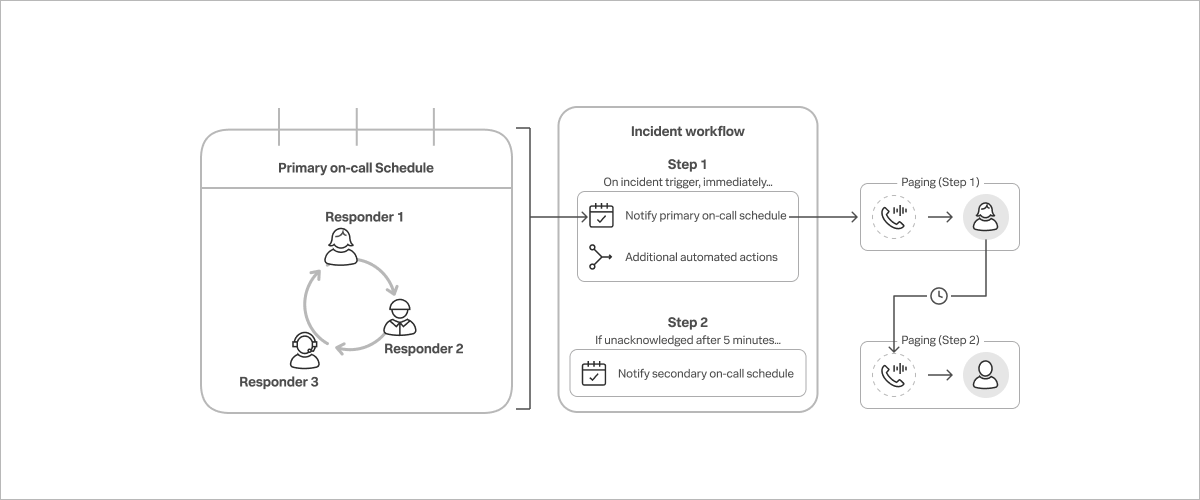 Primary on-call Schedule
Responder 1
Responder 2
Responder 3
Incident workflow
Step 1
On incident trigger, immediately...
Notify primary on-call schedule
Additional automated actions
Step 2
If unacknowledged after 5 minutes...
Notify secondary on-call schedule
Paging (Step 1)
Paging (Step 2)